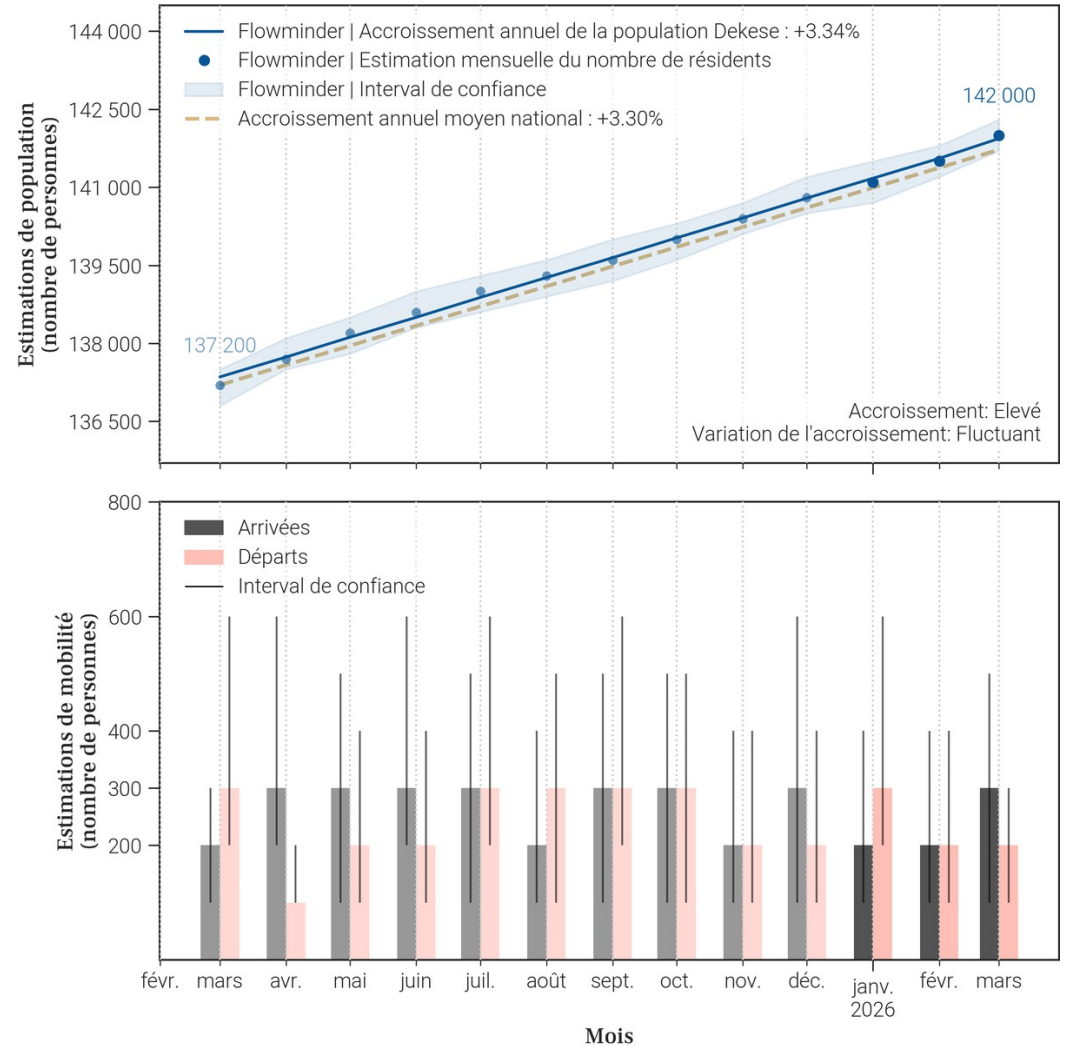 144 000
142 500
141 000
139 500
138 000
136 500
Estimations de population
(nombre de personnes)
Flowminder | Accroissement annuel de la population Dekese : +3.34%
Flowminder | Estimation mensuelle du nombre de résidents
Flowminder | Interval de confiance
Accroissement annuel moyen national : +3.30%
142 000
137 200
Accroissement: Elevé
Variation de l'accroissement: Fluctuant
800
600
400
300
200
Estimations de mobilité
(nombre de personnes)
Arrivées
Départs
Interval de confiance
févr. mars avr. mai juin juil. août sept. oct. nov. déc. janv. févr. mars
2026
Mois